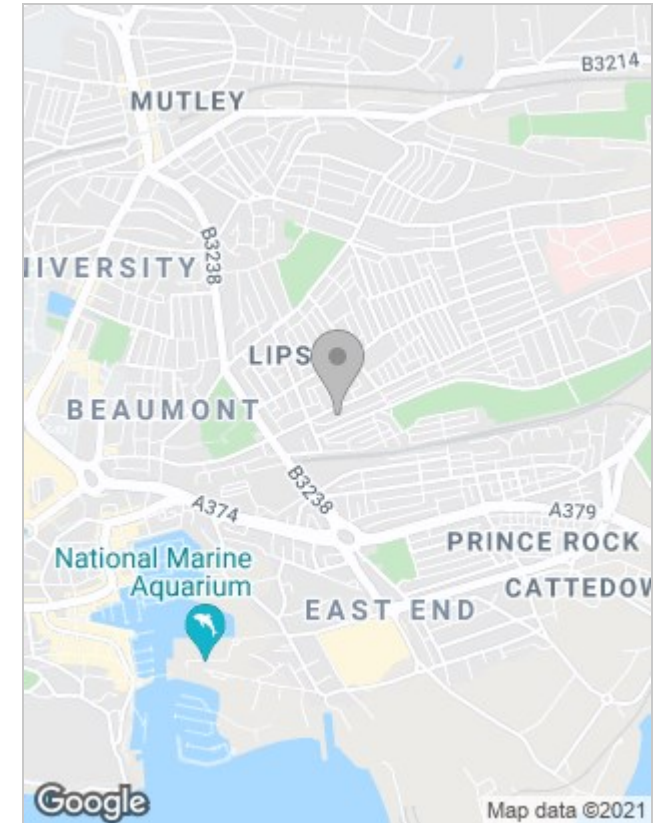 B3214
MUTLEY
B3238
IVERSITY
LIPS
BEAUMONT
B3238
A374
A379
PRINCE ROCK
National Marine
Aquarium
CATTEDOW
EAST END
Google
Map data ©2021